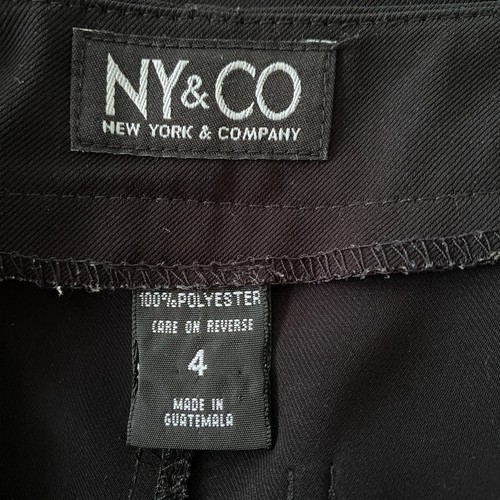 NY&CO
NEW YORK & COMPANY
100%POLYESTER
CARE ON REVERSE
4
MADE IN
GUATEMALA